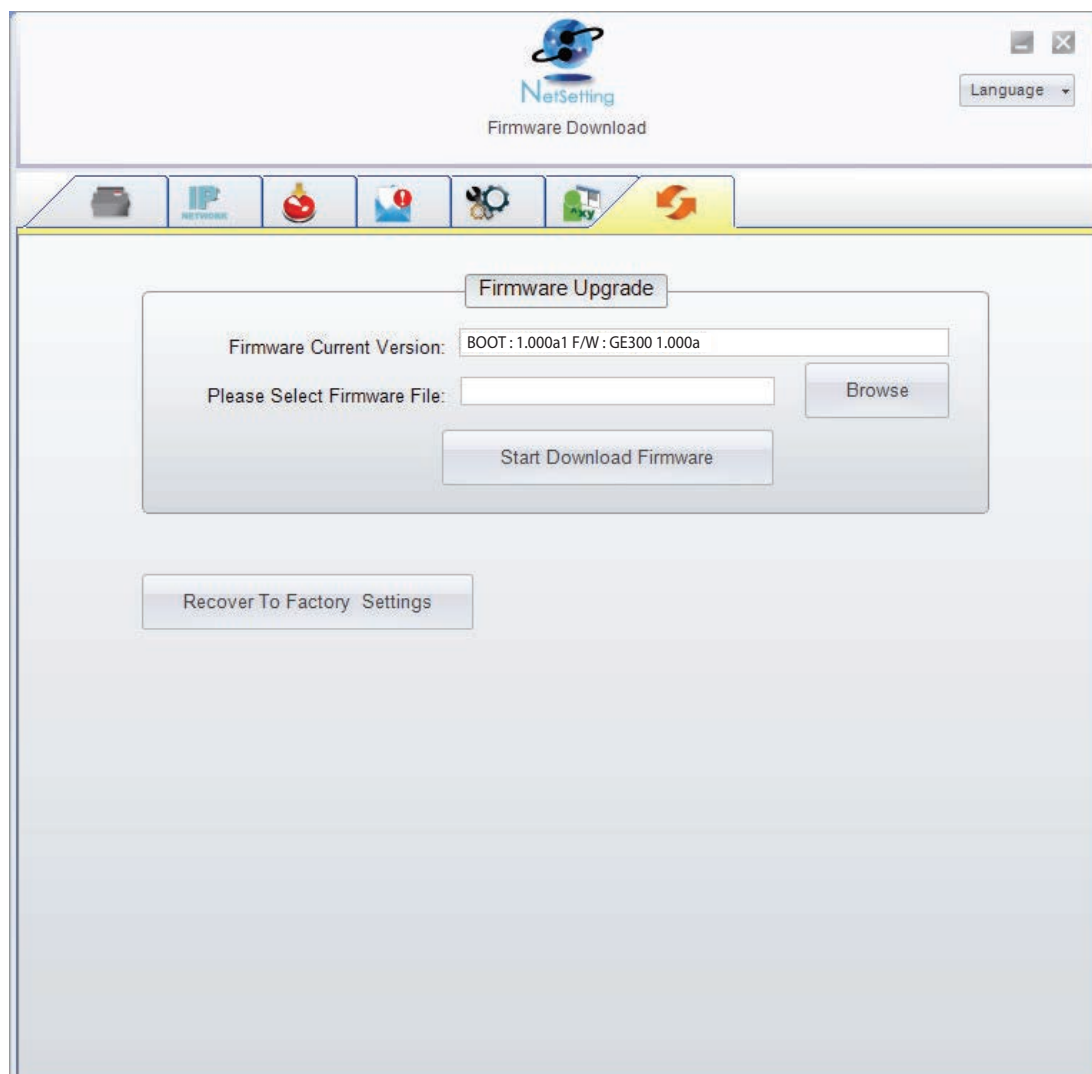 NetSetting
Language
Firmware Download
IP
NETWORK
^xy
Firmware Upgrade
Firmware Current Version: BOOT : 1.000a1 F/W : GE300 1.000a
Please Select Firmware File: Browse
Start Download Firmware
Recover To Factory Settings